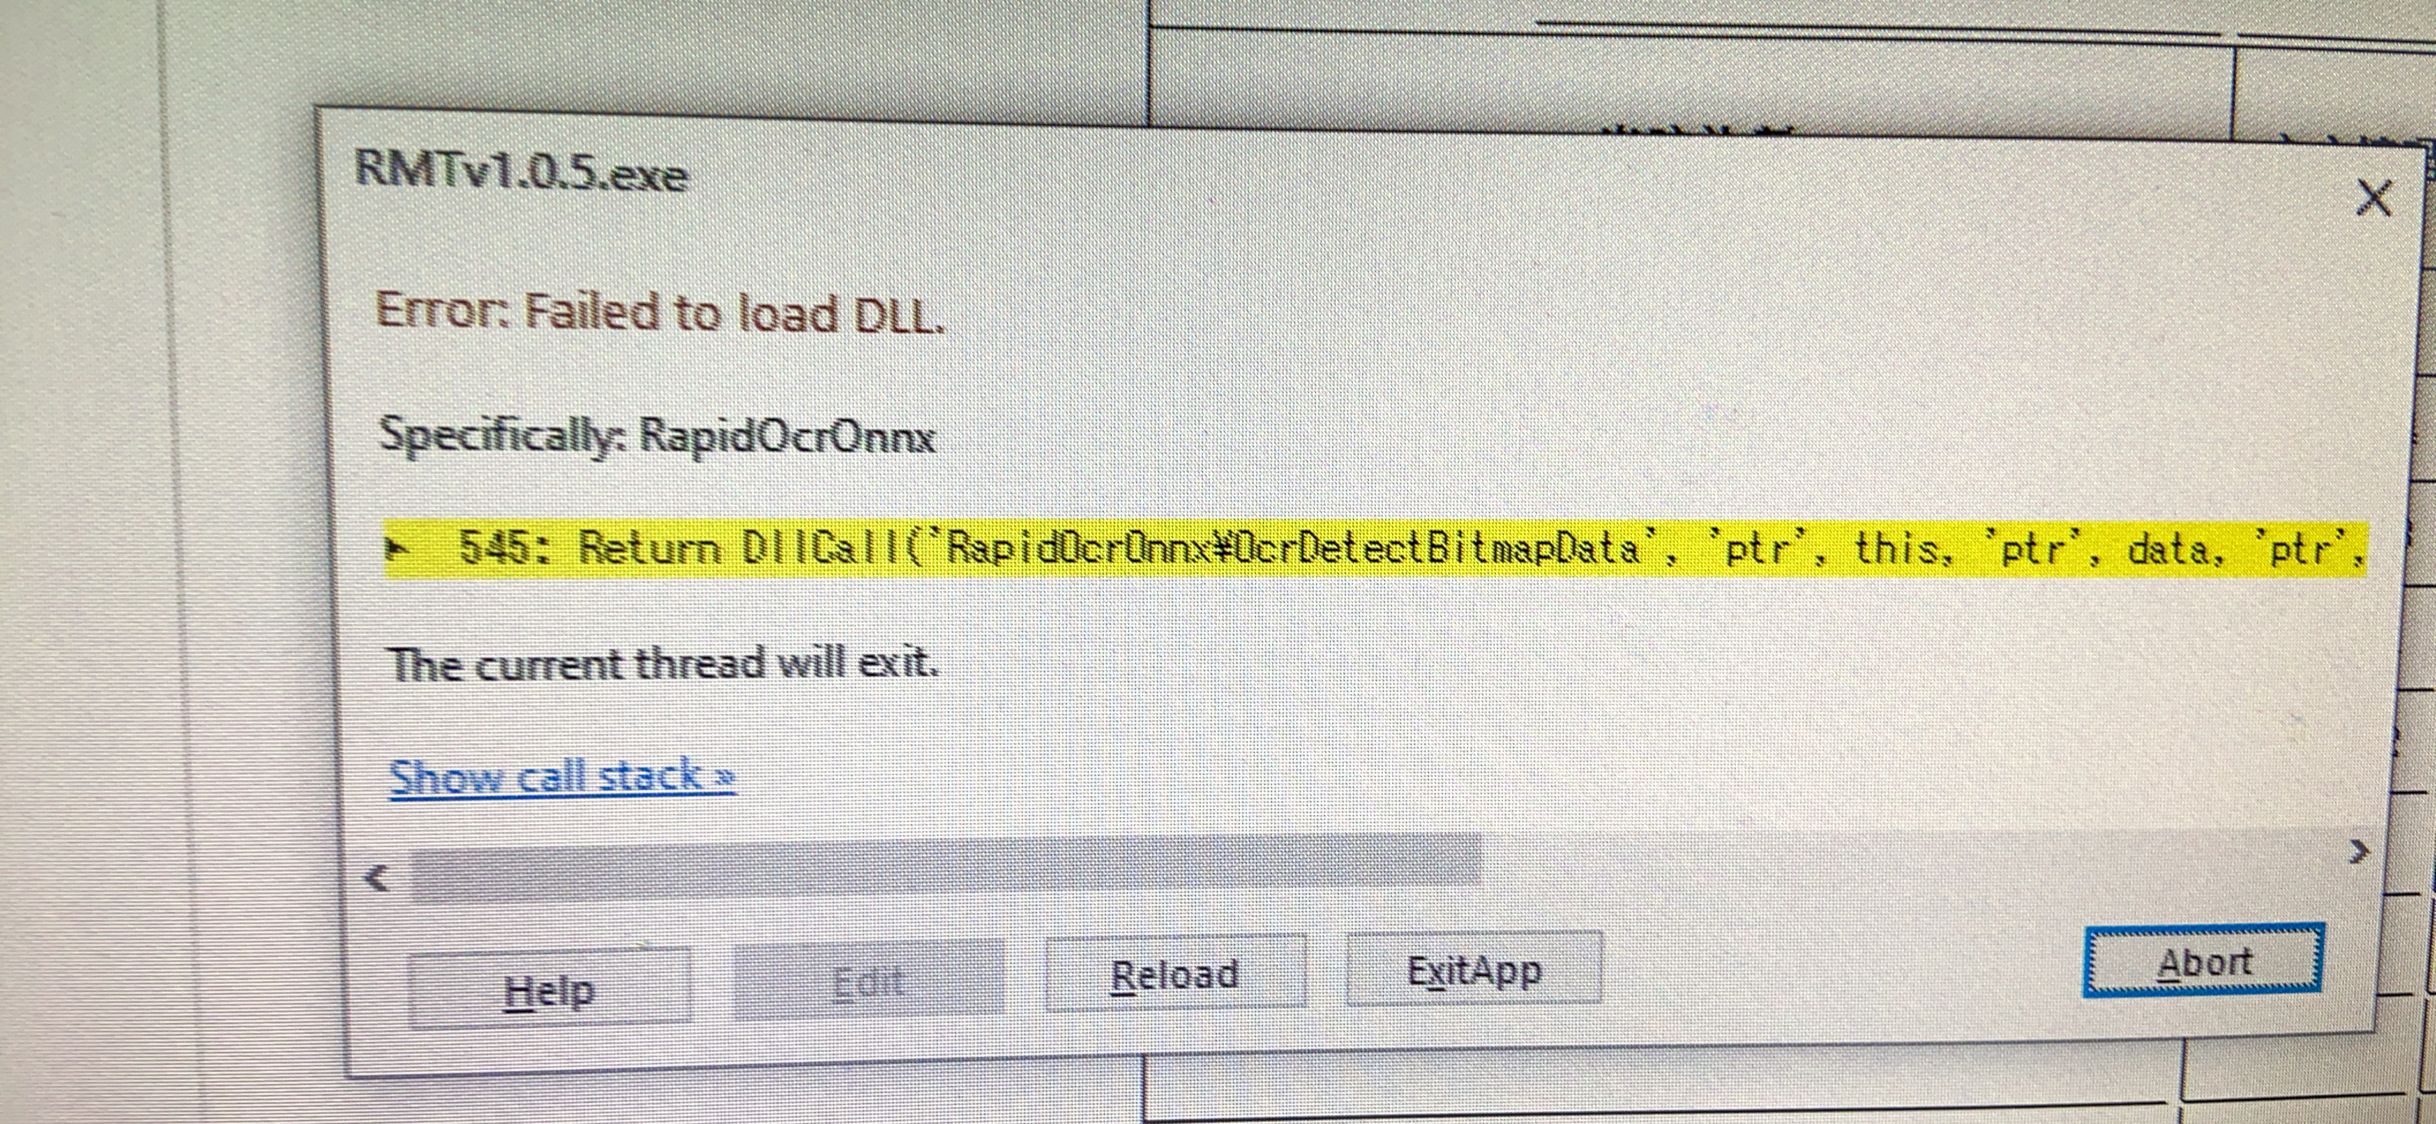 RMTv1.0.5.exe
Error: Failed to load DLL.
Specifically: RapidOcrOnnx
545: Return DllCall('RapidOcrOnnx¥OcrDetectBitmapData', 'ptr', this, 'ptr', data, 'ptr',
The current thread will exit.
Show call stack »
Help
Edit
Reload
ExitApp
Abort